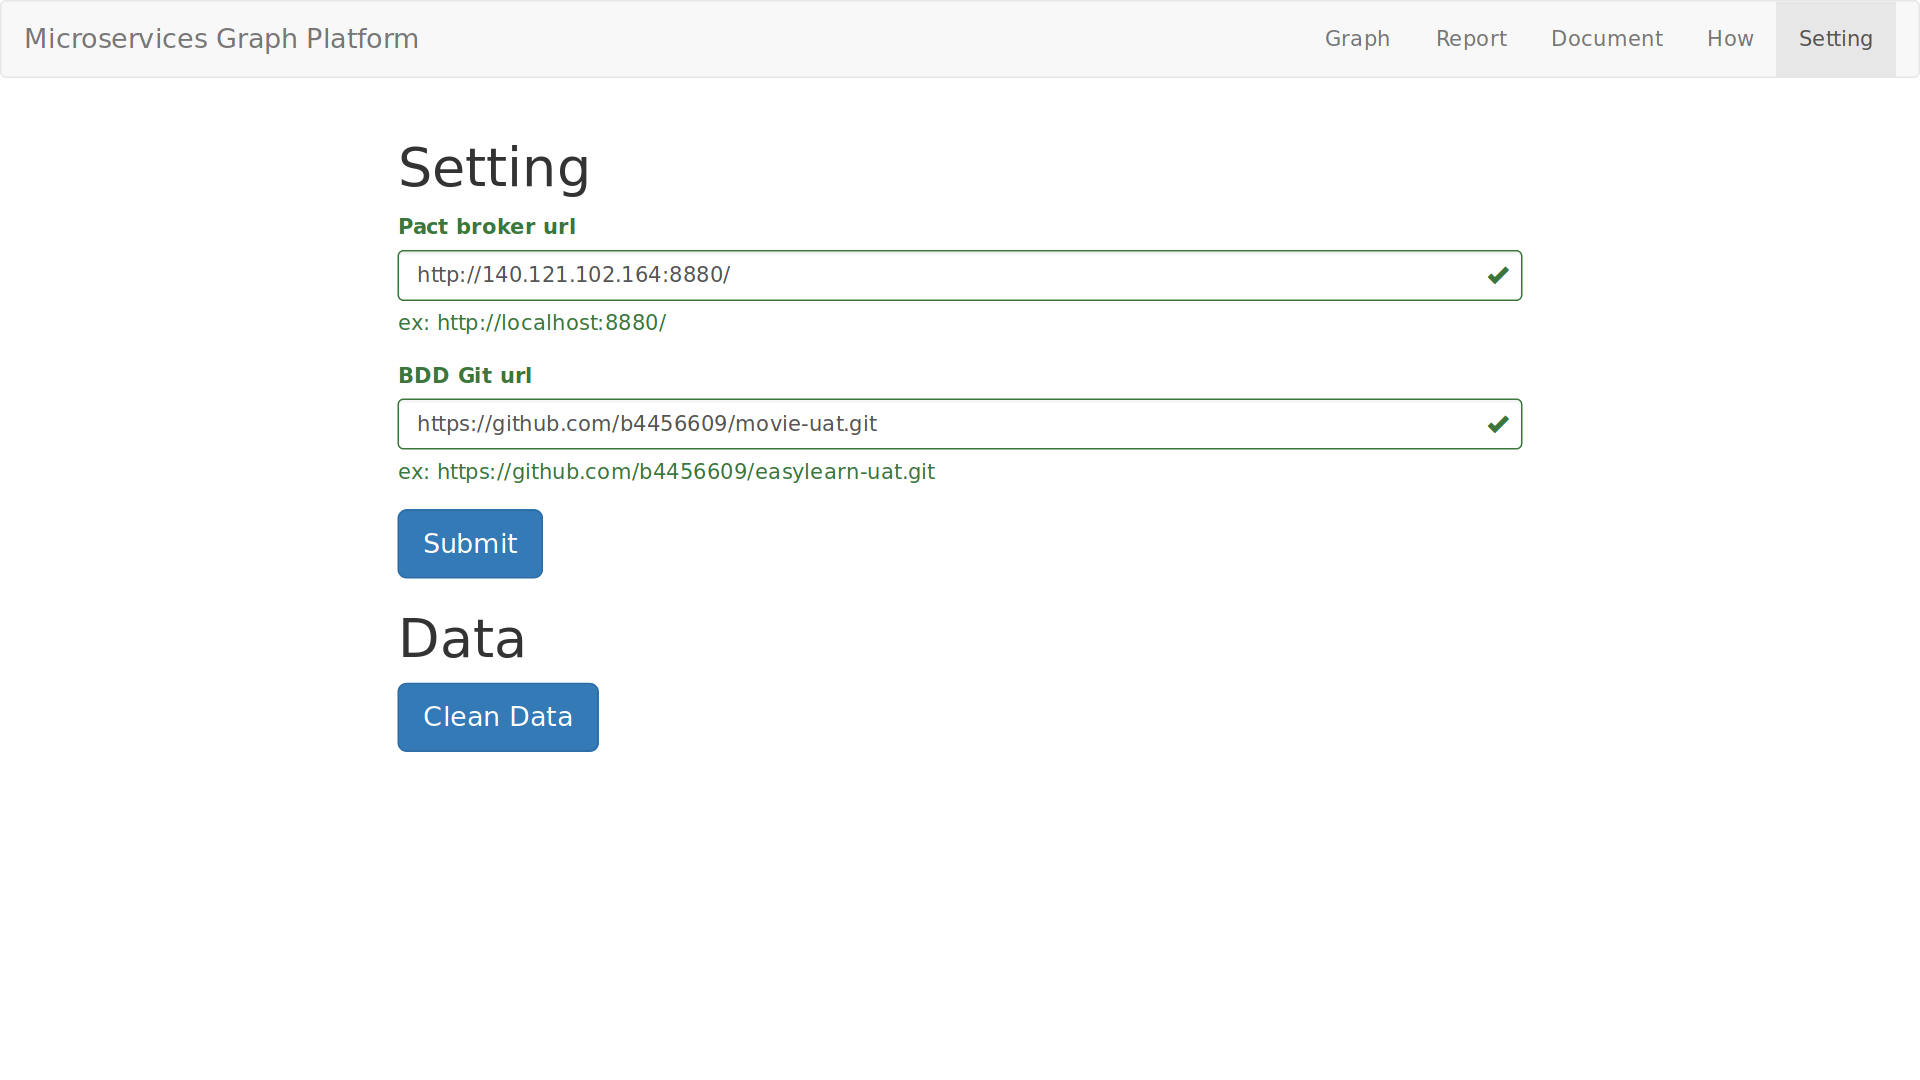 Microservices Graph Platform Graph Report Document How Setting
Setting
Pact broker url
http://140.121.102.164:8880/
ex: http://localhost:8880/
BDD Git url
https://github.com/b4456609/movie-uat.git
ex: https://github.com/b4456609/easylearn-uat.git
Submit
Data
Clean Data